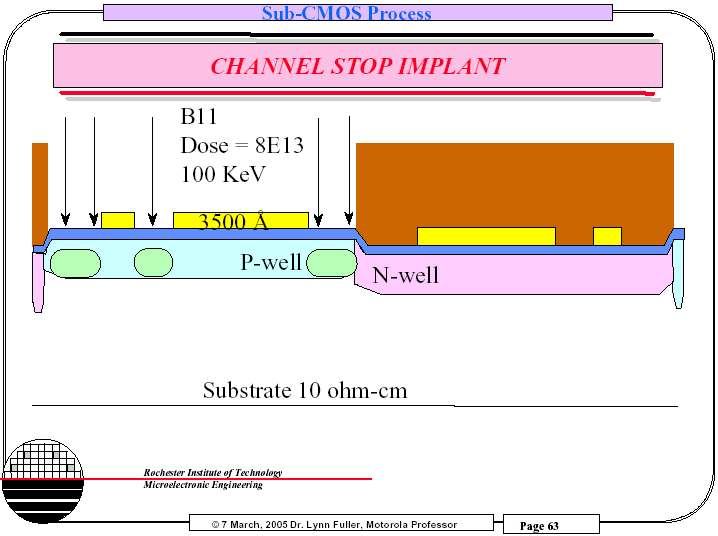 Sub-CMOS Process
CHANNEL STOP IMPLANT
B11
Dose = 8E13
100 KeV
3500 Å
P-well
N-well
Substrate 10 ohm-cm
Rochester Institute of Technology
Microelectronic Engineering
© 7 March, 2005 Dr. Lynn Fuller, Motorola Professor
Page 63